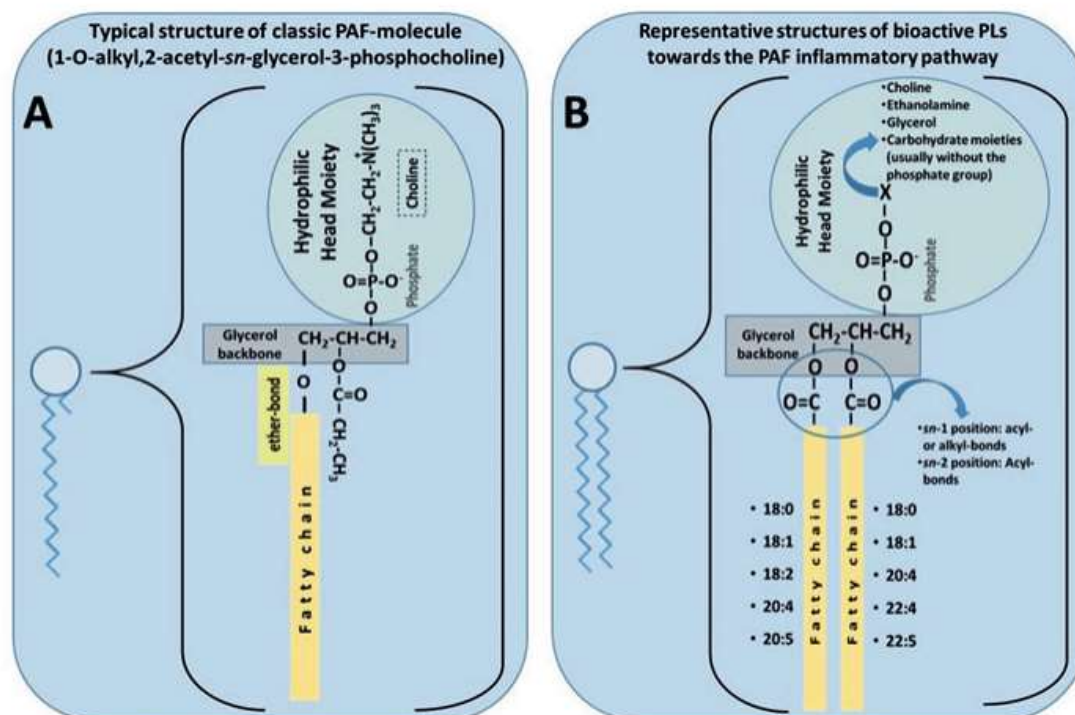 Typical structure of classic PAF-molecule
(1-O-alkyl,2-acetyl-sn-glycerol-3-phosphocholine)
A
Hydrophilic
Head Moiety
O=P-O-CH₂-CH₂-N⁺(CH₃)₃
Choline
O=P-O⁻
O
Phosphate
Glycerol
backbone
CH₂-CH-CH₂
ether-bond
O
O
C=O
CH₂-CH₃
Fatty chain
Representative structures of bioactive PLs
towards the PAF inflammatory pathway
B
•Choline
•Ethanolamine
•Glycerol
•Carbohydrate moieties
(usually without the
phosphate group)
Hydrophilic
Head Moiety
X
O
O=P-O⁻
O
Phosphate
Glycerol
backbone
CH₂-CH-CH₂
O O
O=C C=O
•sn-1 position: acyl-
or alkyl-bonds
•sn-2 position: Acyl-
bonds
Fatty chain
Fatty chain
• 18:0
• 18:1
• 18:2
• 20:4
• 20:5
• 18:0
• 18:1
• 20:4
• 22:4
• 22:5